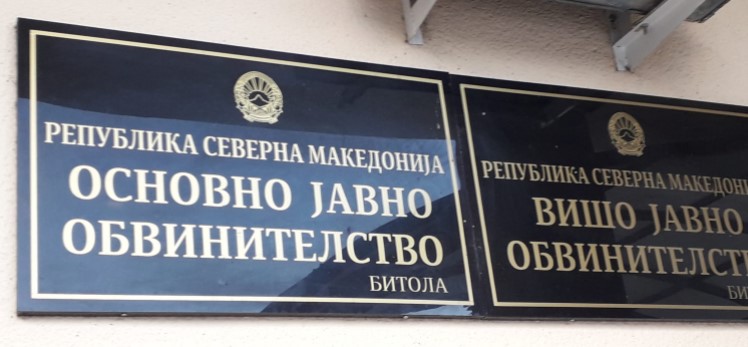 РЕПУБЛИКА СЕВЕРНА МАКЕДОНИЈА
ОСНОВНО ЈАВНО
ОБВИНИТЕЛСТВО
БИТОЛА
РЕПУБЛИКА СЕВЕРНА
ВИШО ЈАВНО